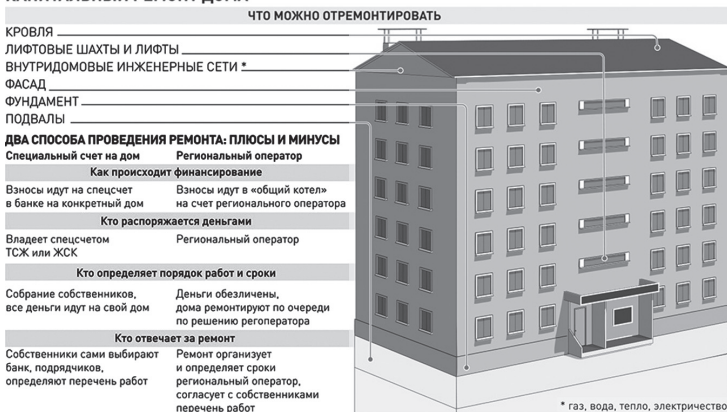 ЧТО МОЖНО ОТРЕМОНТИРОВАТЬ
КРОВЛЯ
ЛИФТОВЫЕ ШАХТЫ И ЛИФТЫ
ВНУТРИДОМОВЫЕ ИНЖЕНЕРНЫЕ СЕТИ *
ФАСАД
ФУНДАМЕНТ
ПОДВАЛЫ
ДВА СПОСОБА ПРОВЕДЕНИЯ РЕМОНТА: ПЛЮСЫ И МИНУСЫ
Специальный счет на дом Региональный оператор
Как происходит финансирование
Взносы идут на спецсчет
в банке на конкретный дом
Взносы идут в «общий котел»
на счет регионального оператора
Кто распоряжается деньгами
Владеет спецсчетом
ТСЖ или ЖСК
Региональный оператор
Кто определяет порядок работ и сроки
Собрание собственников,
все деньги идут на свой дом
Деньги обезличены,
дома ремонтируют по очереди
по решению регоператора
Кто отвечает за ремонт
Собственники сами выбирают
банк, подрядчиков,
определяют перечень работ
Ремонт организует
и определяет сроки
региональный оператор,
согласует с собственниками
перечень работ
* газ, вода, тепло, электричество